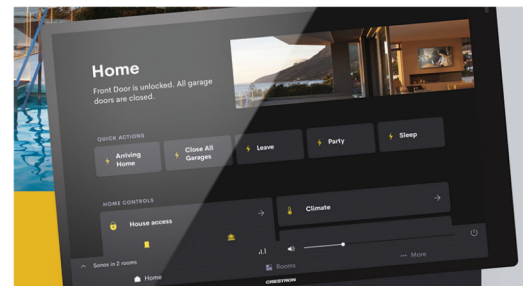 Home
Front Door is unlocked. All garage
doors are closed.
QUICK ACTIONS
Arriving
Home
Close All
Garages
Leave
Party
Sleep
HOME CONTROLS
House access
Climate
Sonos in 2 rooms
Home
Rooms
More
CRESTRON